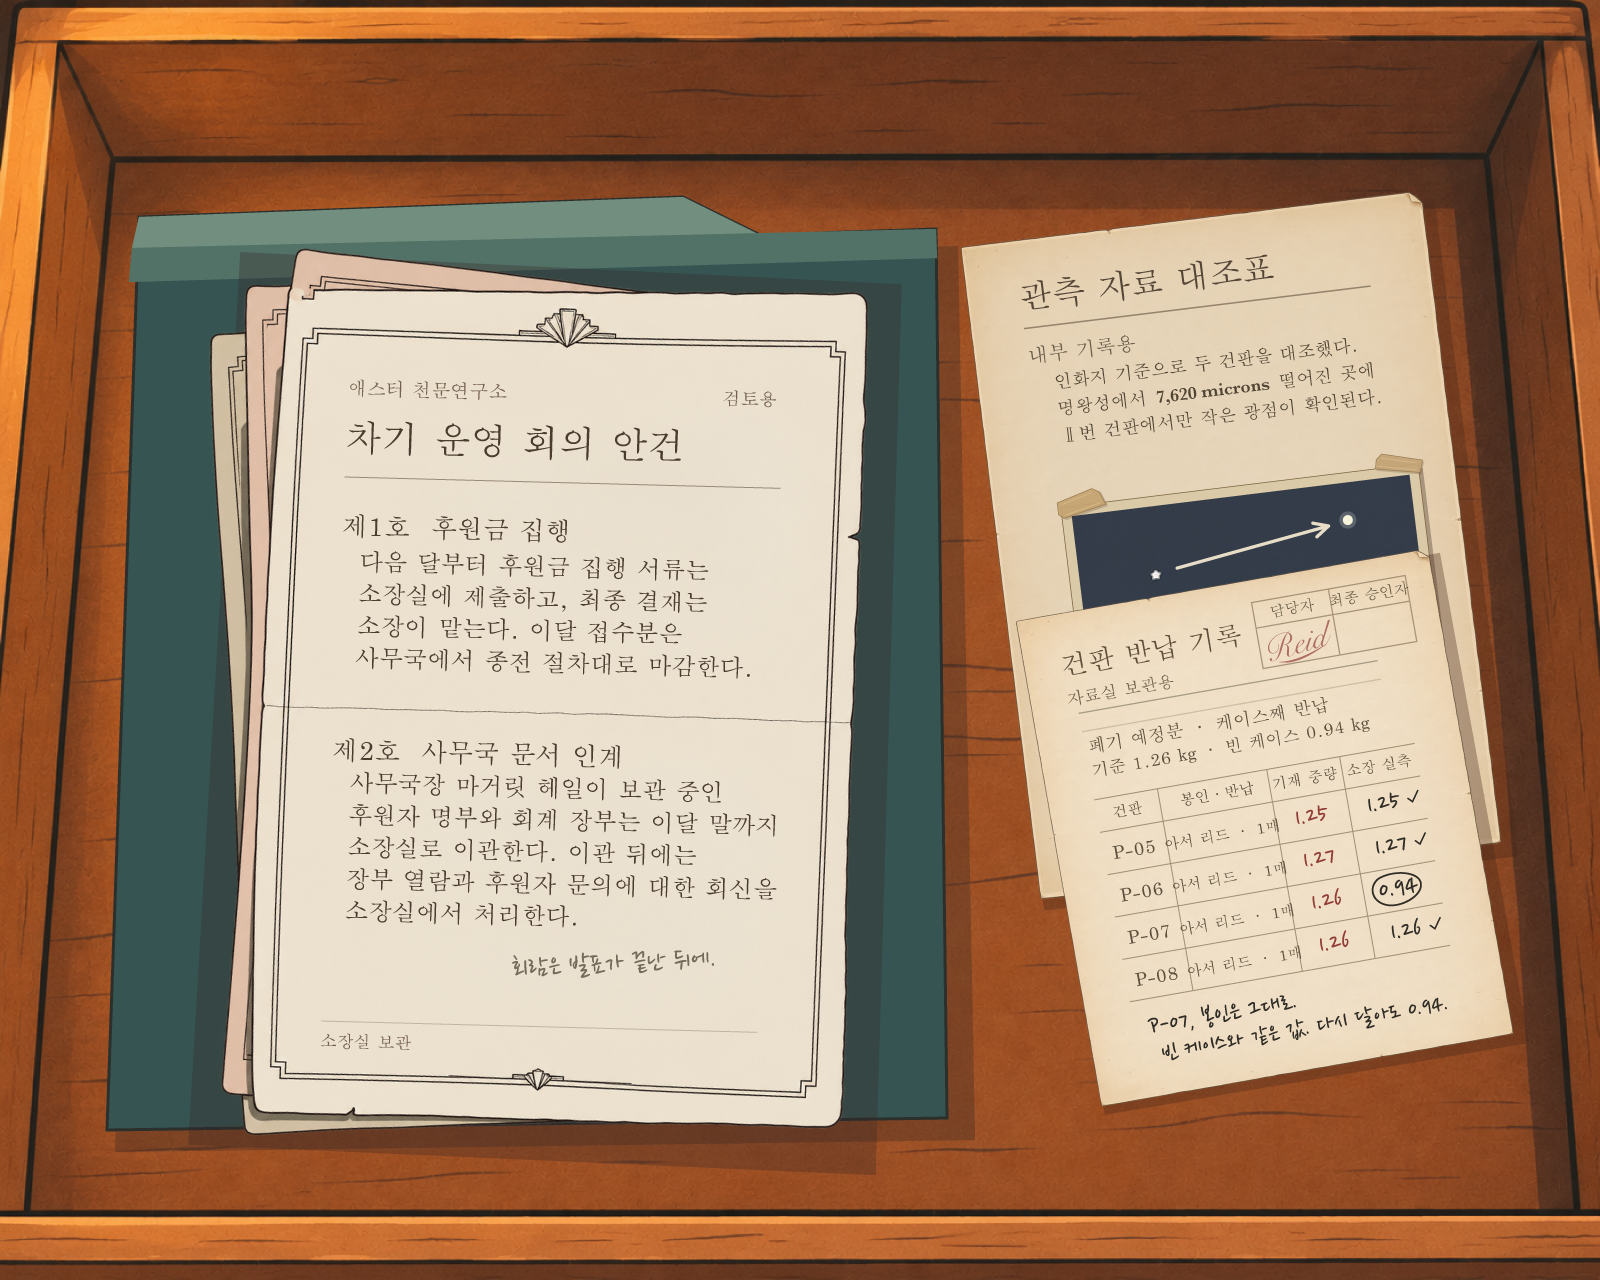 애스터 천문연구소
검토용
차기 운영 회의 안건
제1호 후원금 집행
다음 달부터 후원금 집행 서류는
소장실에 제출하고, 최종 결재는
소장이 맡는다. 이달 접수분은
사무국에서 종전 절차대로 마감한다.
제2호 사무국 문서 인계
사무국장 마거릿 헤일이 보관 중인
후원자 명부와 회계 장부는 이달 말까지
소장실로 이관한다. 이관 뒤에는
장부 열람과 후원자 문의에 대한 회신을
소장실에서 처리한다.
회람은 발표가 끝난 뒤에.
소장실 보관
관측 자료 대조표
내부 기록용
인화지 기준으로 두 건판을 대조했다.
명왕성에서 7,620 microns 떨어진 곳에
Ⅱ번 건판에서만 작은 광점이 확인된다.
담당자 최종 승인자
Reid
건판 반납 기록
자료실 보관용
폐기 예정분 · 케이스째 반납
기준 1.26 kg · 빈 케이스 0.94 kg
건판 봉인 · 반납 기재 중량 소장 실측
P-05 아서 리드 · 1매 1.25 1.25 ✓
P-06 아서 리드 · 1매 1.27 1.27 ✓
P-07 아서 리드 · 1매 1.26 0.94
P-08 아서 리드 · 1매 1.26 1.26 ✓
P-07, 봉인은 그대로.
빈 케이스와 같은 값. 다시 달아도 0.94.